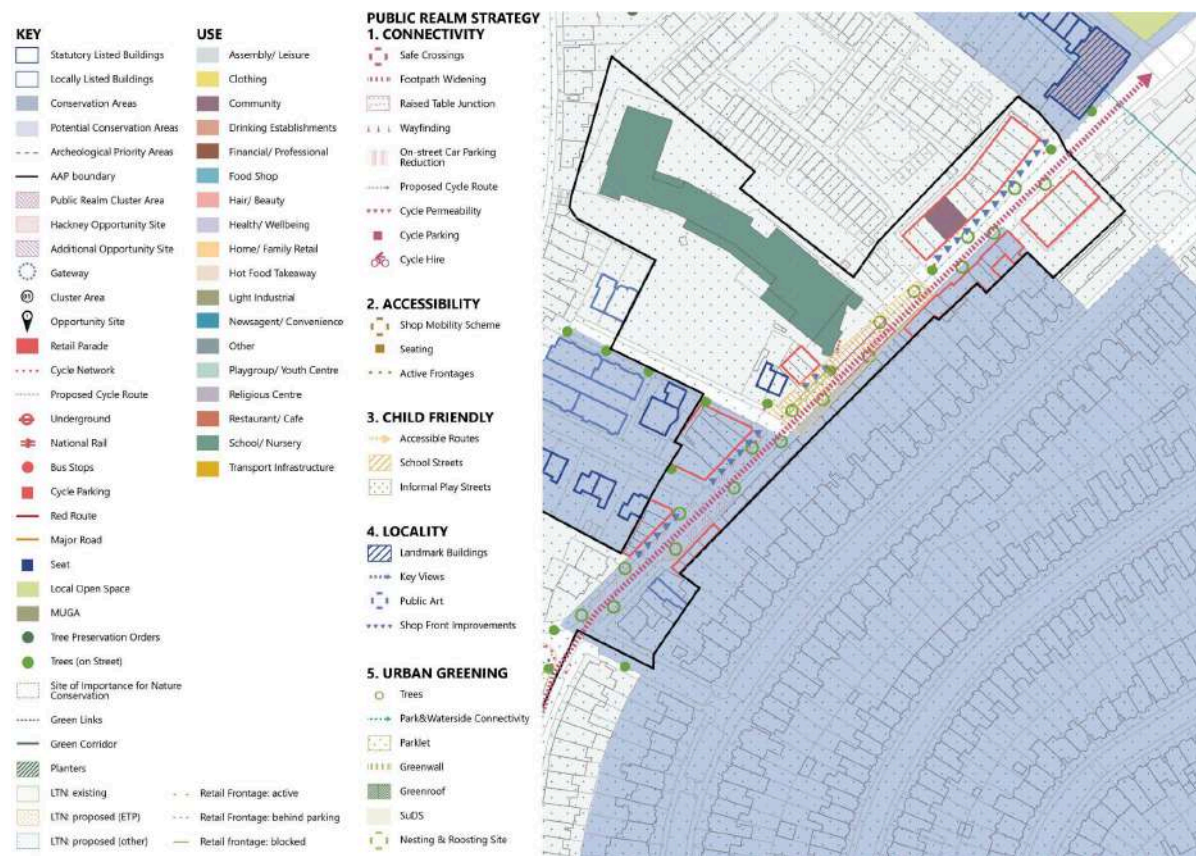 KEY
Statutory Listed Buildings
Locally Listed Buildings
Conservation Areas
Potential Conservation Areas
Archeological Priority Areas
AAP boundary
Public Realm Cluster Area
Hackney Opportunity Site
Additional Opportunity Site
Gateway
Cluster Area
Opportunity Site
Retail Parade
Cycle Network
Proposed Cycle Route
Underground
National Rail
Bus Stops
Cycle Parking
Red Route
Major Road
Seat
Local Open Space
MUGA
Tree Preservation Orders
Trees (on Street)
Site of Importance for Nature
Conservation
Green Links
Green Corridor
Planters
LTN: existing
LTN: proposed (ETP)
LTN: proposed (other)
USE
Assembly/ Leisure
Clothing
Community
Drinking Establishments
Financial/ Professional
Food Shop
Hair/ Beauty
Health/ Wellbeing
Home/ Family Retail
Hot Food Takeaway
Light Industrial
Newsagent/ Convenience
Other
Playgroup/ Youth Centre
Religious Centre
Restaurant/ Cafe
School/ Nursery
Transport Infrastructure
Retail Frontage: active
Retail Frontage: behind parking
Retail frontage: blocked
PUBLIC REALM STRATEGY
1. CONNECTIVITY
Safe Crossings
Footpath Widening
Raised Table Junction
Wayfinding
On-street Car Parking
Reduction
Proposed Cycle Route
Cycle Permeability
Cycle Parking
Cycle Hire
2. ACCESSIBILITY
Shop Mobility Scheme
Seating
Active Frontages
3. CHILD FRIENDLY
Accessible Routes
School Streets
Informal Play Streets
4. LOCALITY
Landmark Buildings
Key Views
Public Art
Shop Front Improvements
5. URBAN GREENING
Trees
Park&Waterside Connectivity
Parklet
Greenwall
Greenroof
SuDS
Nesting & Roosting Site